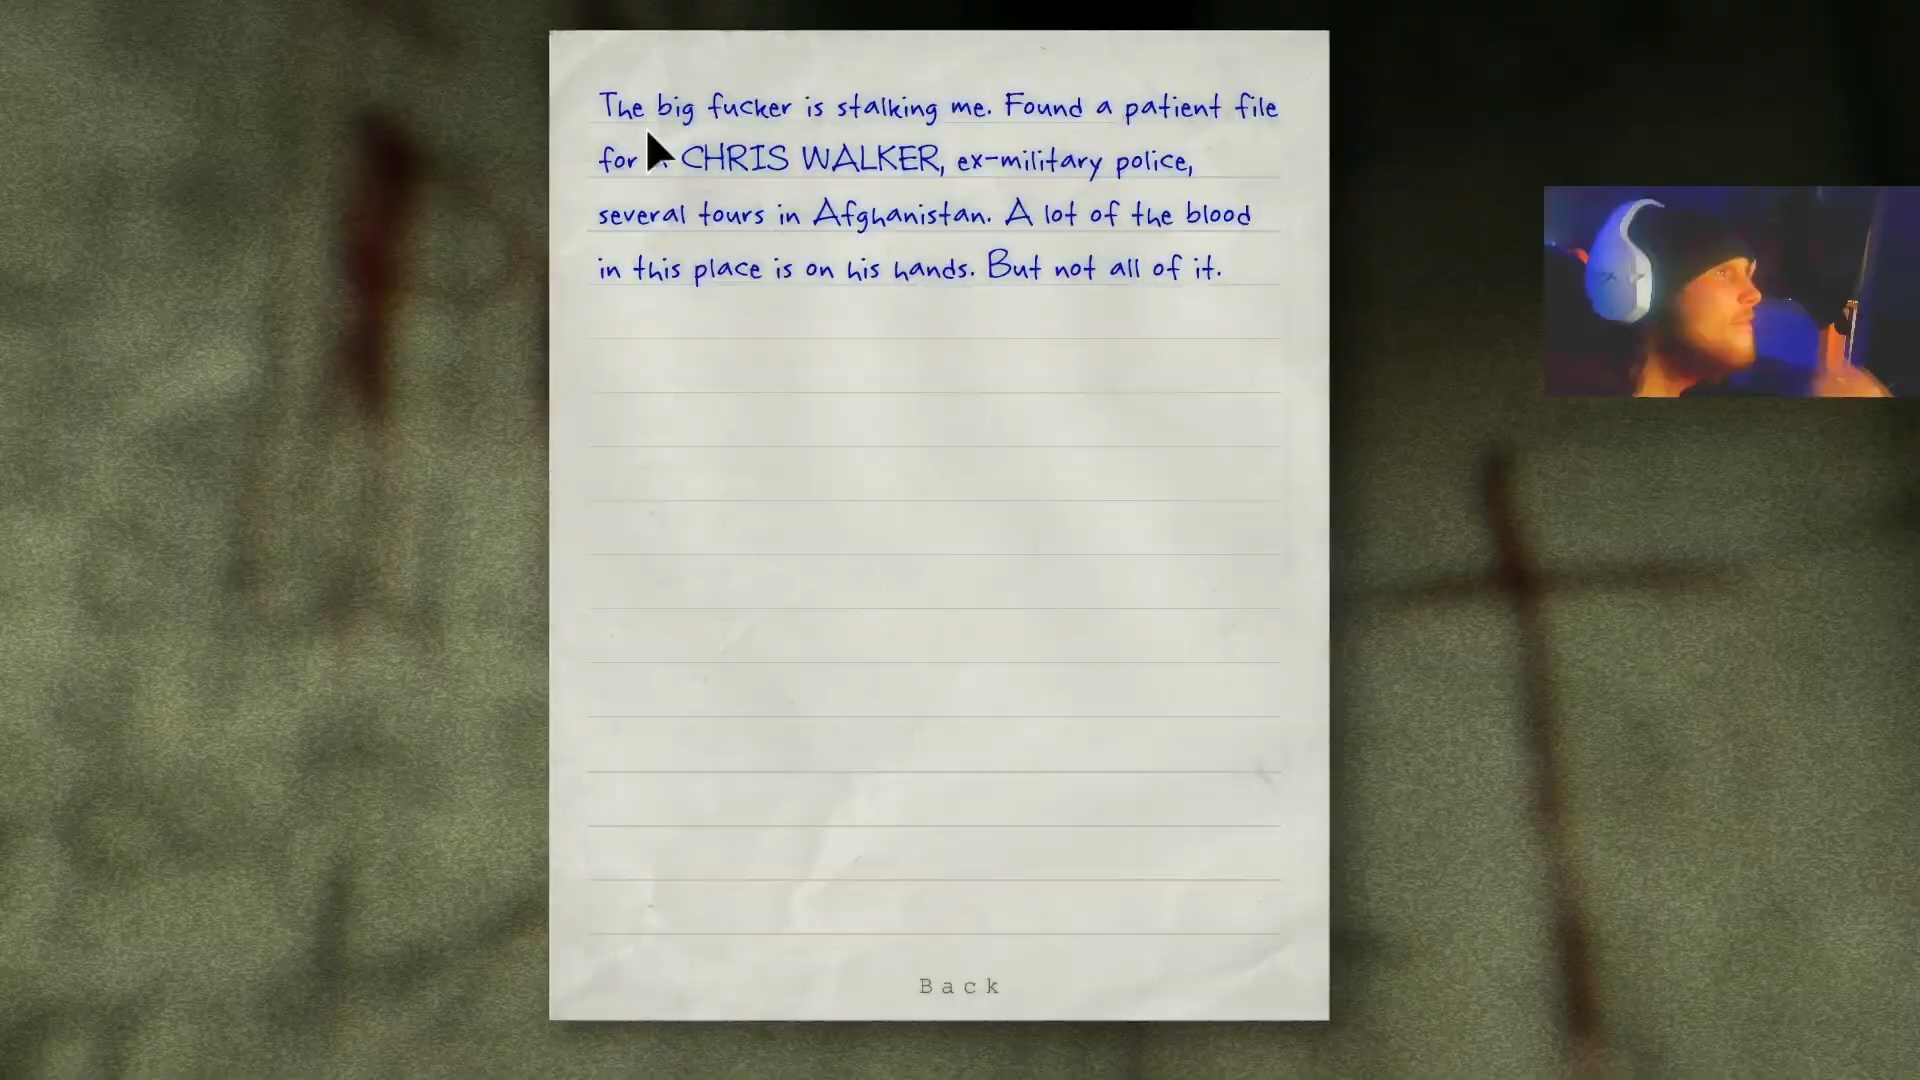 The big fucker is stalking me. Found a patient file
for CHRIS WALKER, ex-military police,
several tours in Afghanistan. A lot of the blood
in this place is on his hands. But not all of it.
Back